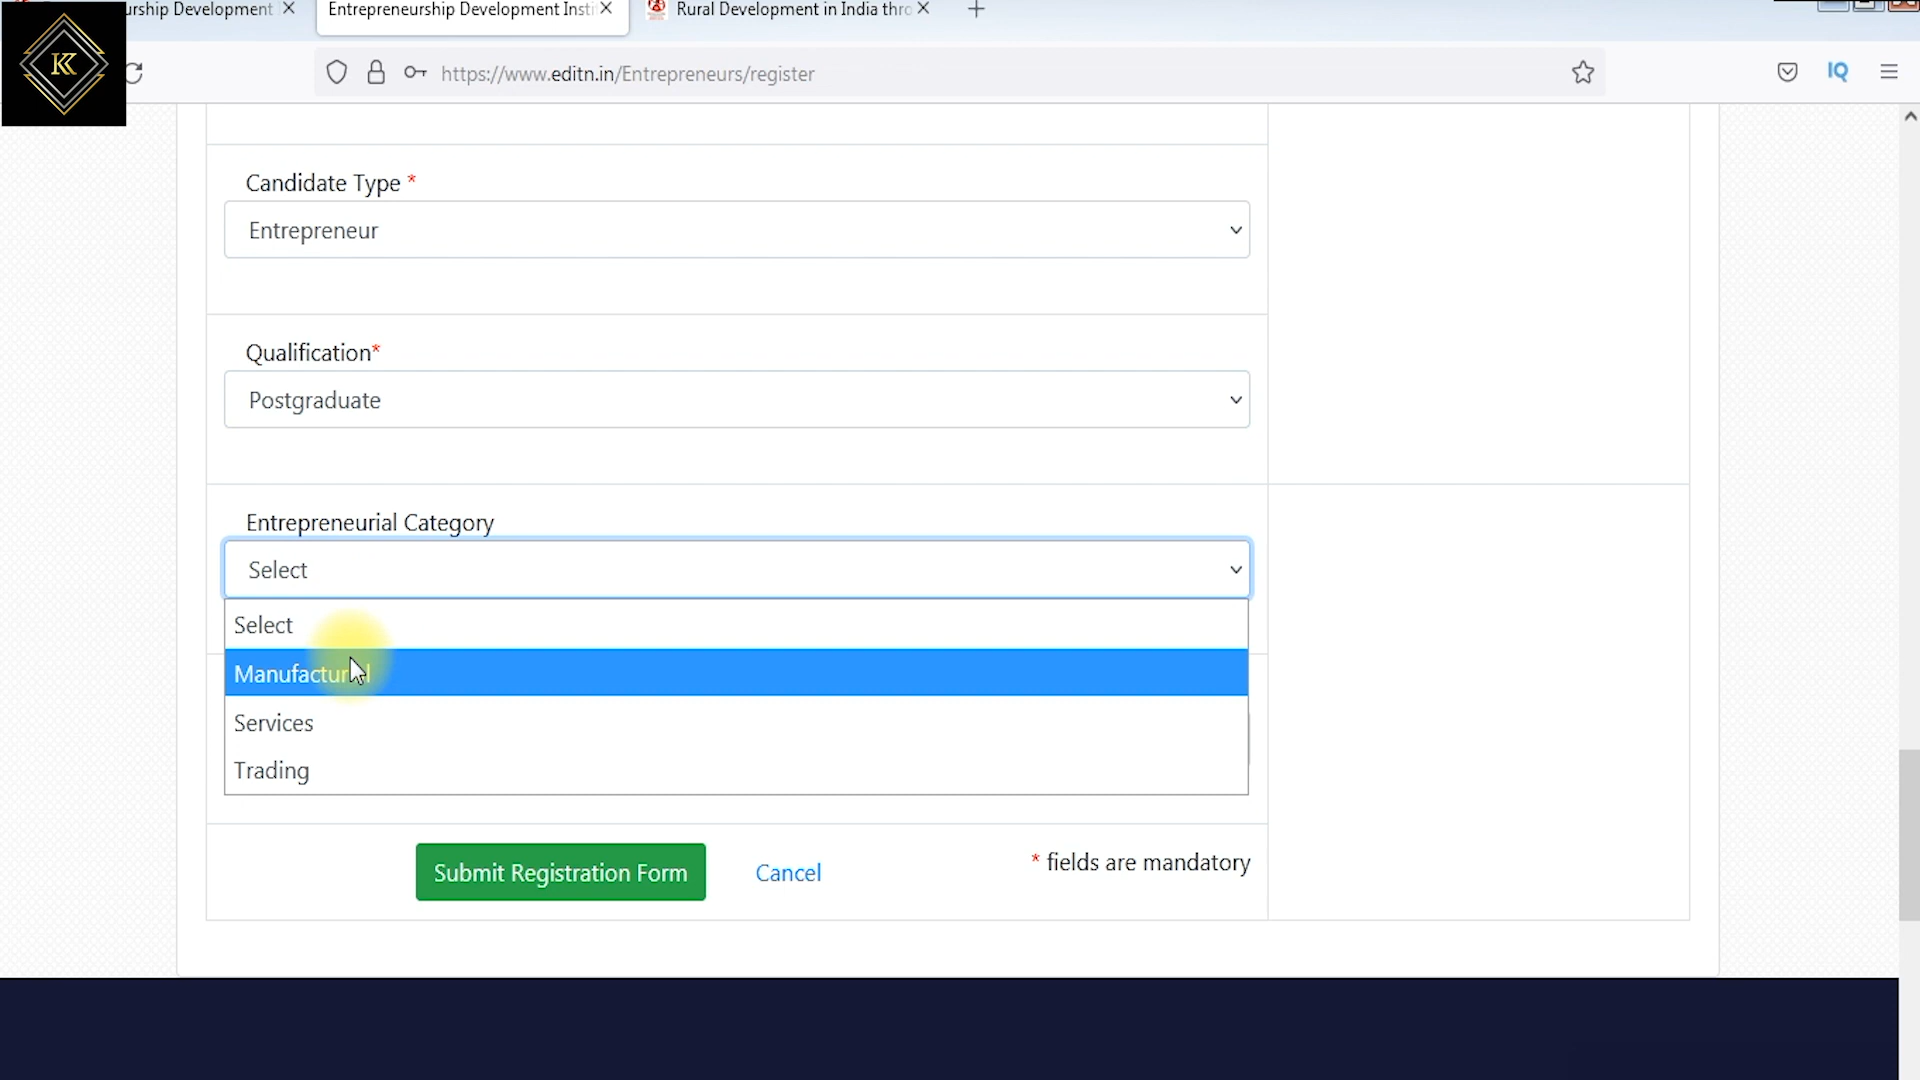 urship Development
Entrepreneurship Development Insti
Rural Development in India thro
KK
https://www.editn.in/Entrepreneurs/register
IQ
Candidate Type *
Entrepreneur
Qualification*
Postgraduate
Entrepreneurial Category
Select
Select
Services
Trading
Submit Registration Form
Cancel
* fields are mandatory